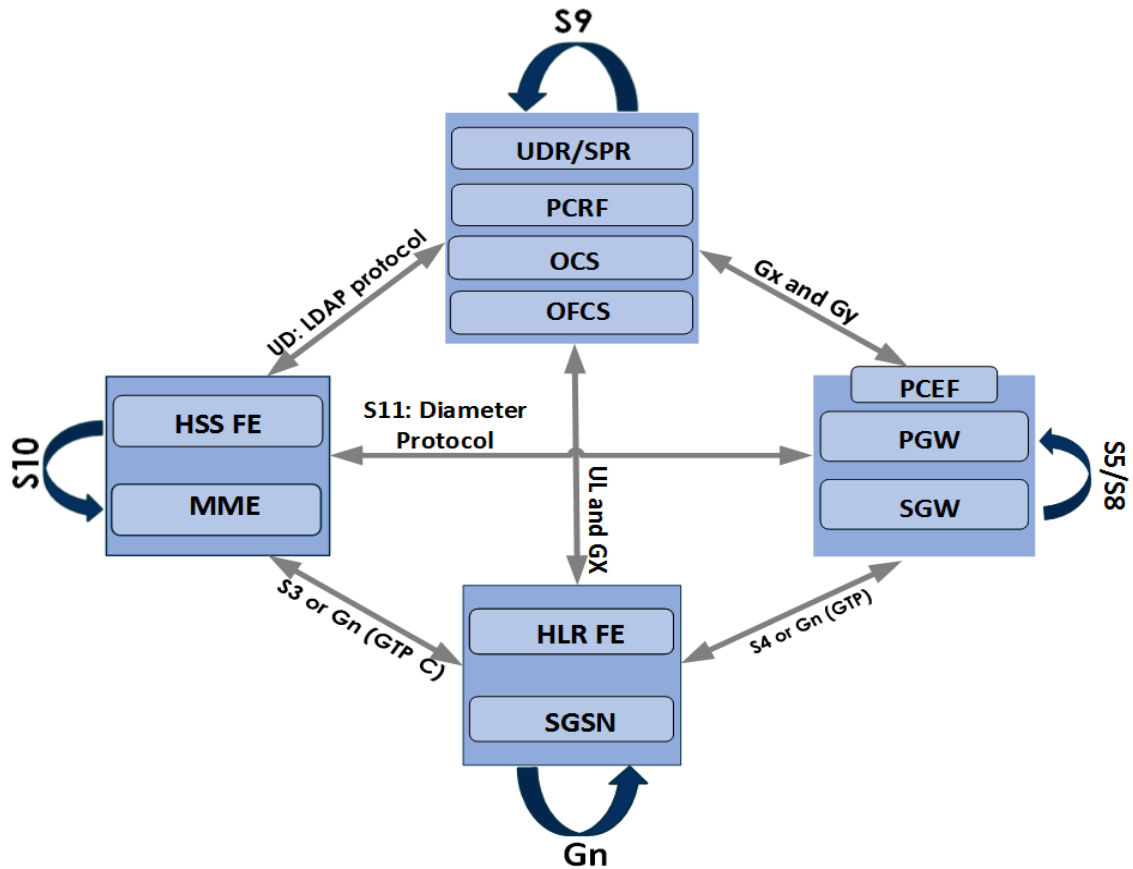 S9
UDR/SPR
PCRF
OCS
OFCS
UD: LDAP protocol
Gx and Gy
HSS FE
MME
S10
S11: Diameter
Protocol
PCEF
PGW
SGW
S5/S8
UL and GX
S3 or Gn (GTP C)
S4 or Gn (GTP)
HLR FE
SGSN
Gn